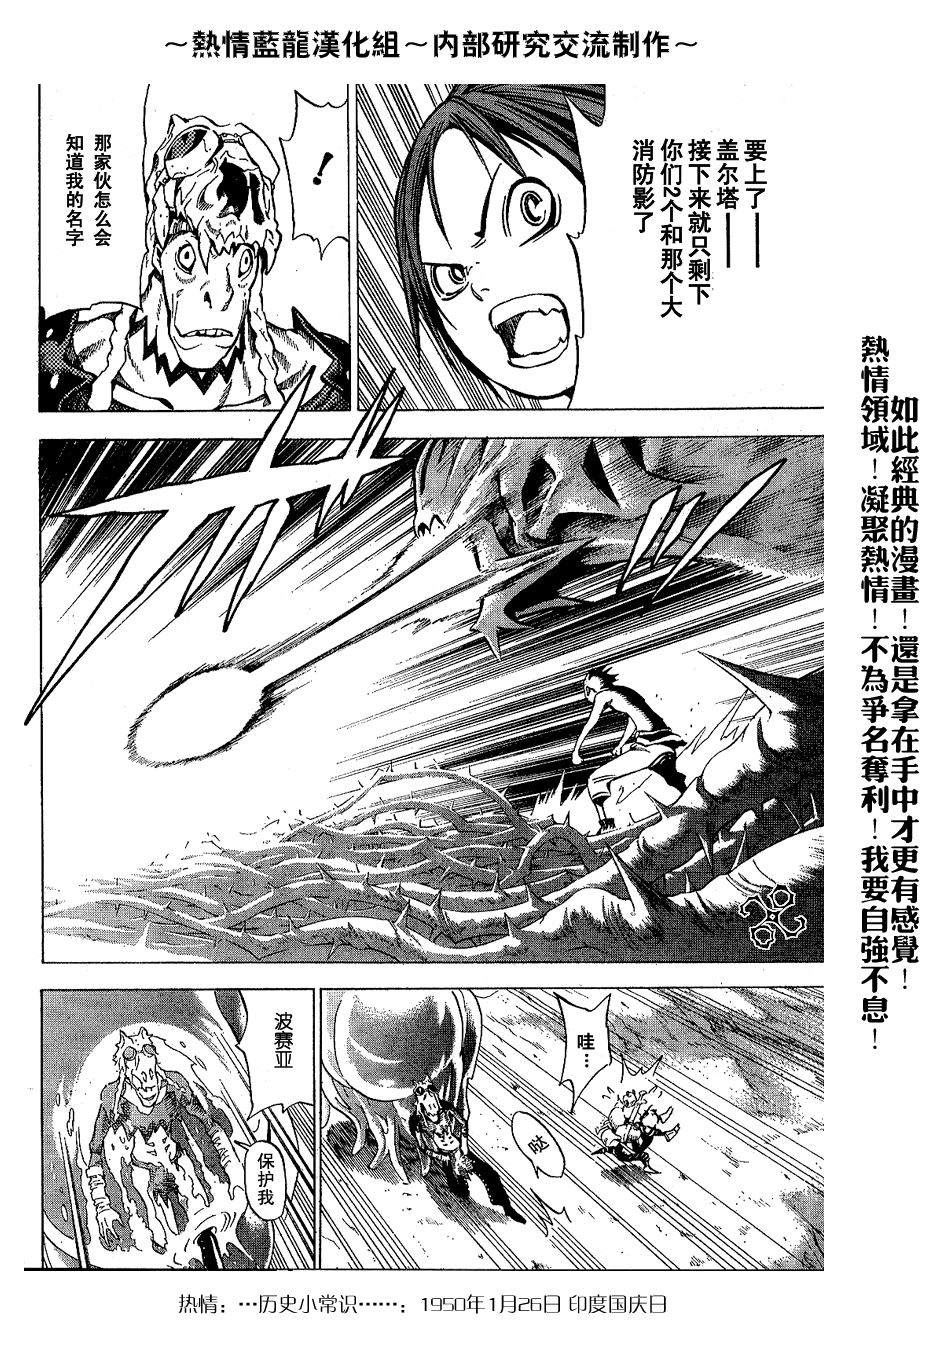 ～熱情藍龍漢化組～内部研究交流制作～
要上了——
盖尔塔——
接下来就只剩下
你们2个和那个大
消防影了
！
那家伙怎么会
知道我的名字
哇…
哒
波赛亚
保护我
如此經典的漫畫！還是拿在手中才更有感覺！
熱情領域！凝聚熱情！不為爭名奪利！我要自強不息！
热情：…历史小常识……：1950年1月26日 印度国庆日